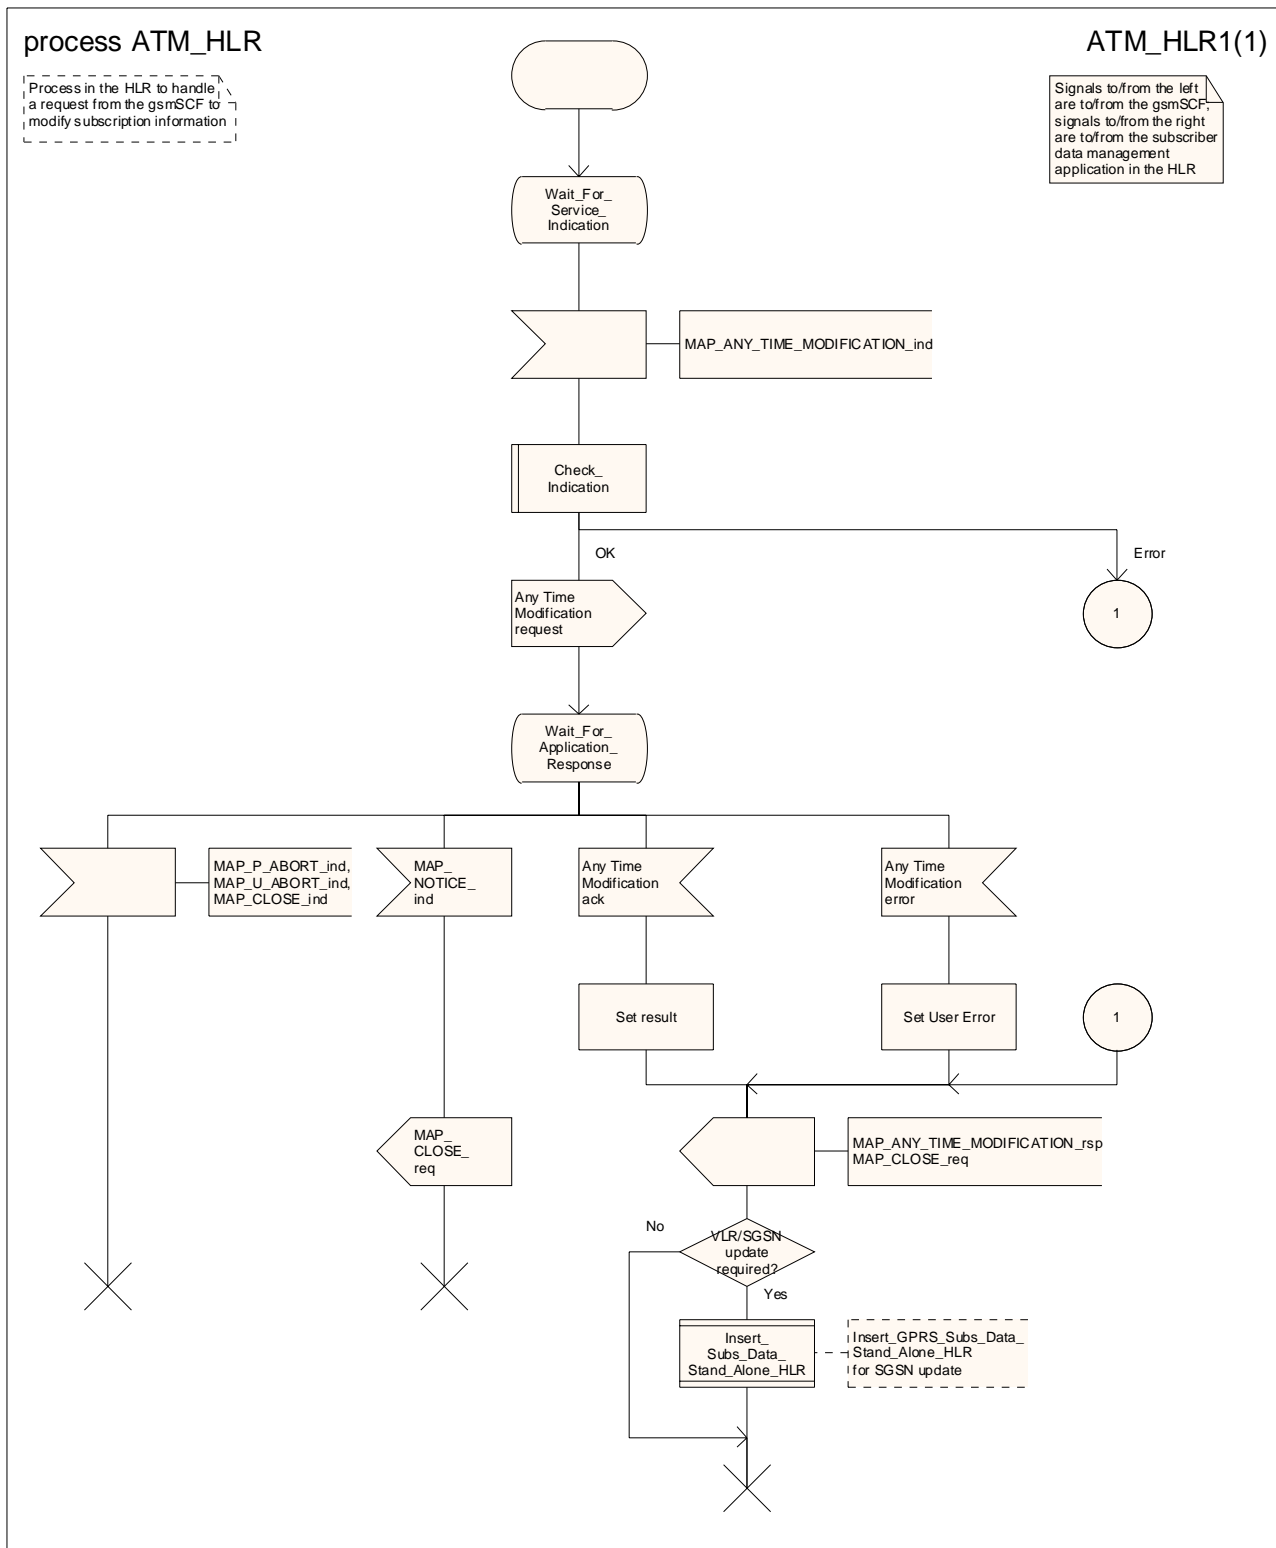 process ATM_HLR
ATM_HLR1(1)
Process in the HLR to handle
a request from the gsmSCF to
modify subscription information
Signals to/from the left
are to/from the gsmSCF;
signals to/from the right
are to/from the subscriber
data management
application in the HLR
Wait_For_
Service_
Indication
MAP_ANY_TIME_MODIFICATION_ind
Check_
Indication
OK
Error
Any Time
Modification
request
1
Wait_For_
Application_
Response
MAP_P_ABORT_ind,
MAP_U_ABORT_ind,
MAP_CLOSE_ind
MAP_
NOTICE_
ind
Any Time
Modification
ack
Any Time
Modification
error
Set result
Set User Error
1
MAP_
CLOSE_
req
MAP_ANY_TIME_MODIFICATION_rsp
MAP_CLOSE_req
No
VLR/SGSN
update
required?
Yes
Insert_
Subs_Data_
Stand_Alone_HLR
Insert_GPRS_Subs_Data_
Stand_Alone_HLR
for SGSN update